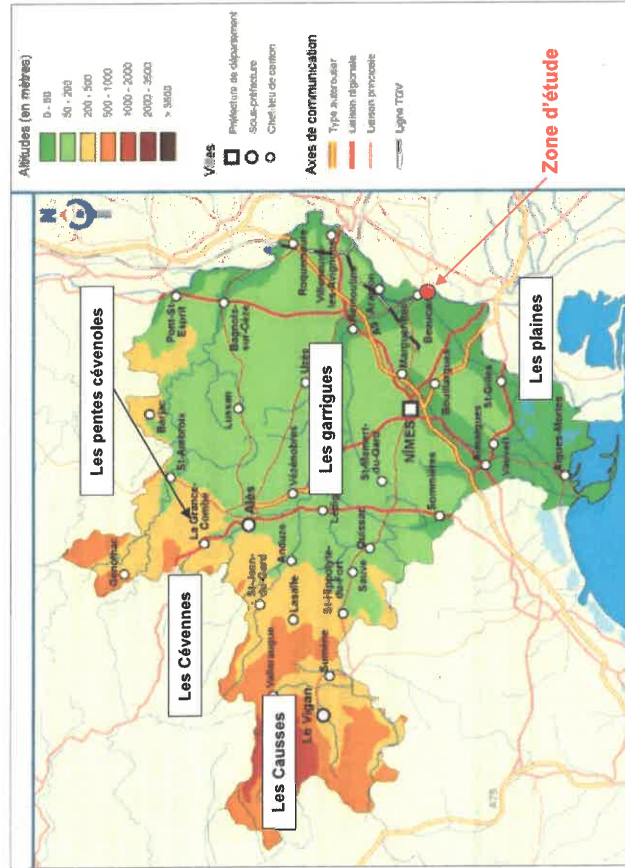 Altitudes (en mètres)
0 - 50
50 - 200
200 - 500
500 - 1000
1000 - 2000
2000 - 3500
> 3500
Villes
Préfecture de département
Sous-préfecture
Chef-lieu de canton
Axes de communication
Type autoroutier
Liaison régionale
Liaison principale
Ligne TGV
Zone d'étude
N
Les pentes cévenoles
Les Cévennes
Les Causses
Les garrigues
Les plaines
Génolhac
Barjac
Pont-St-
Esprit
St-Ambroix
La Grand-
Combe
Bagnols-
sur-Cèze
Lussan
Alès
Roquemaure
Villeneuve-
lès-Avignon
St-Jean-
du-Gard
Anduze
Vézénobres
Uzès
Remoulins
Aramon
Valleraugue
Lasalle
Lédignan
St-Hippolyte-
du-Fort
Sauve
Quissac
St-Mamert-
du-Gard
Marguerittes
Beaucaire
Sumène
Le Vigan
NÎMES
Bouillargues
Sommières
St-Gilles
Aimargues
Vauvert
Aigues-Mortes
A9
A75